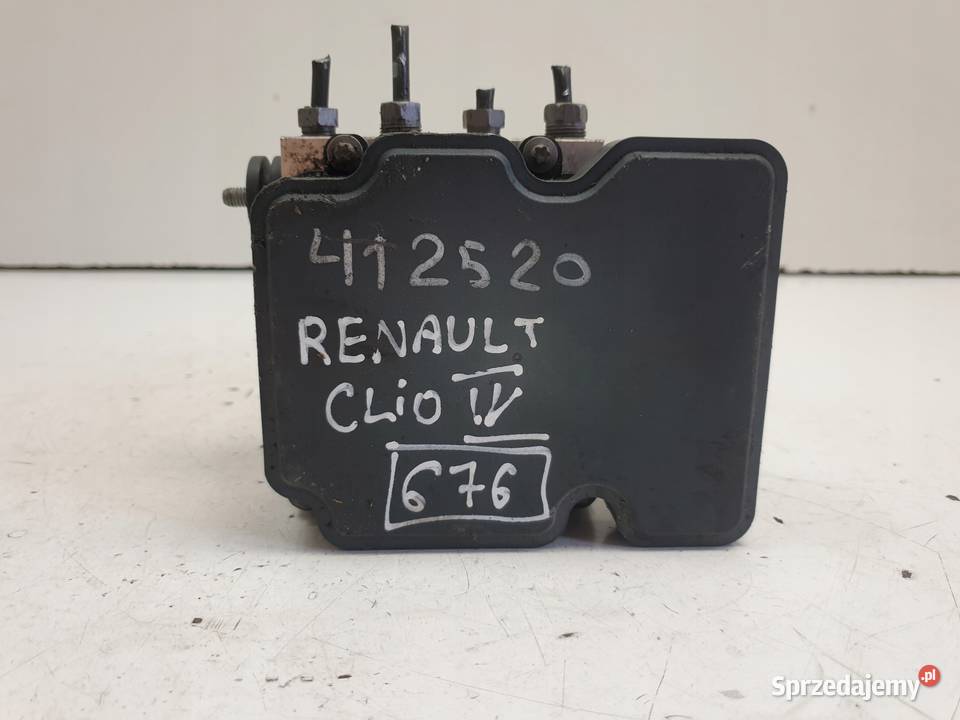 412520
RENAULT
CLiO IV
676
Sprzedajemy.pl